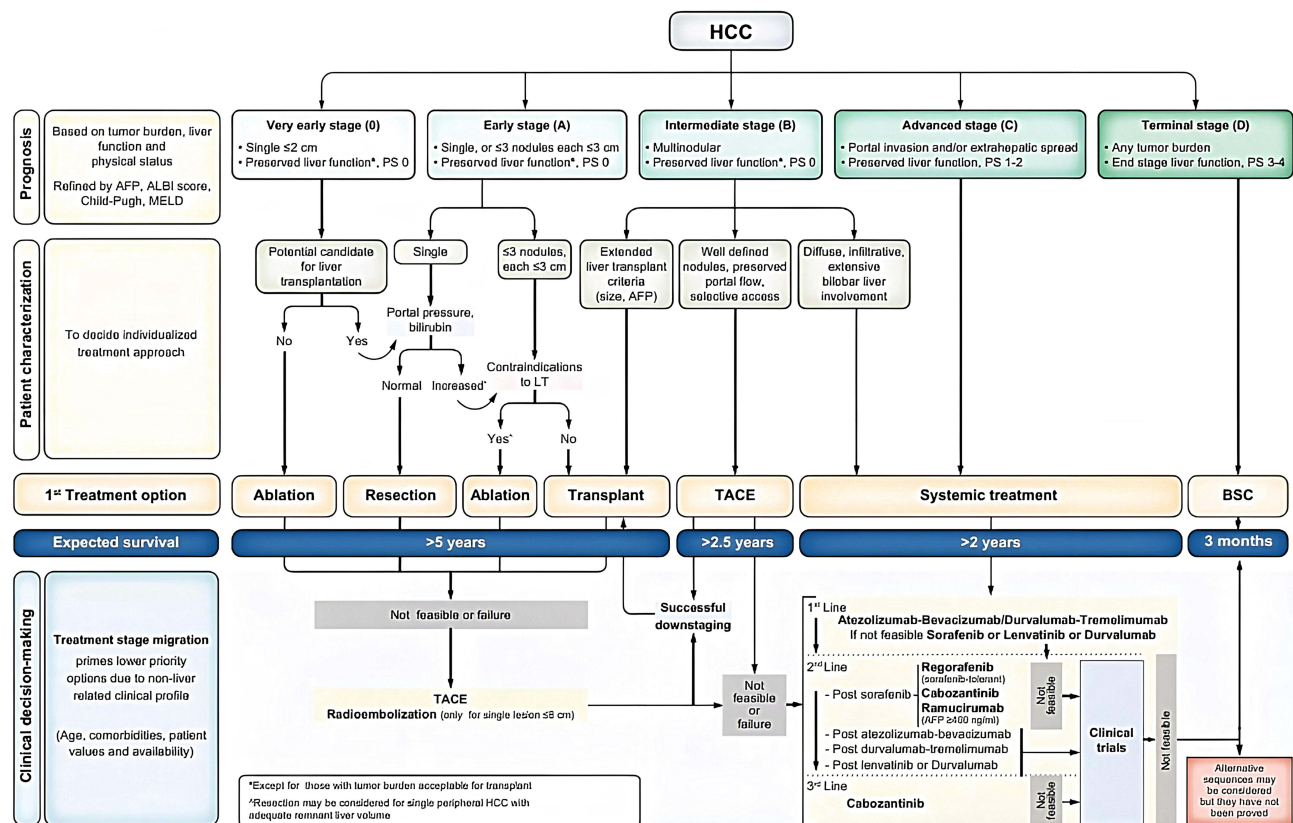 HCC
Prognosis
Based on tumor burden, liver
function and
physical status
Refined by AFP, ALBI score,
Child-Pugh, MELD
Very early stage (0)
• Single ≤2 cm
• Preserved liver function*, PS 0
Early stage (A)
• Single, or ≤3 nodules each ≤3 cm
• Preserved liver function*, PS 0
Intermediate stage (B)
• Multinodular
• Preserved liver function*, PS 0
Advanced stage (C)
• Portal invasion and/or extrahepatic spread
• Preserved liver function, PS 1-2
Terminal stage (D)
• Any tumor burden
• End stage liver function, PS 3-4
Patient characterization
To decide individualized
treatment approach
Potential candidate
for liver
transplantation
No
Yes
Single
Portal pressure,
bilirubin
Normal
Increased^
≤3 nodules,
each ≤3 cm
Contraindications
to LT
Yes^
No
Extended
liver transplant
criteria
(size, AFP)
Well defined
nodules, preserved
portal flow,
selective access
Diffuse, infiltrative,
extensive
bilobar liver
involvement
1st Treatment option
Ablation
Resection
Ablation
Transplant
TACE
Systemic treatment
BSC
Expected survival
>5 years
>2.5 years
>2 years
3 months
Clinical decision-making
Treatment stage migration
primes lower priority
options due to non-liver
related clinical profile
(Age, comorbidities, patient
values and availability)
Not feasible or failure
TACE
Radioembolization (only for single lesion ≤8 cm)
Successful
downstaging
Not
feasible
or
failure
1st Line
Atezolizumab-Bevacizumab/Durvalumab-Tremelimumab
If not feasible Sorafenib or Lenvatinib or Durvalumab
2nd Line
- Post sorafenib
Regorafenib
(sorafenib-tolerant)
Cabozantinib
Ramucirumab
(AFP ≥400 ng/ml)
- Post atezolizumab-bevacizumab
- Post durvalumab-tremelimumab
- Post lenvatinib or Durvalumab
3rd Line
Cabozantinib
Not
feasible
Not
feasible
Clinical
trials
Not feasible
Alternative
sequences may
be considered
but they have not
been proved
*Except for those with tumor burden acceptable for transplant
^Resection may be considered for single peripheral HCC with
adequate remnant liver volume